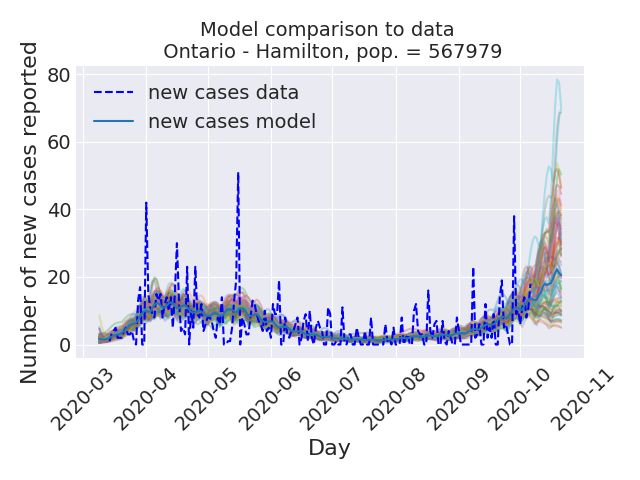 Model comparison to data
Ontario - Hamilton, pop. = 567979
Number of new cases reported
80
60
40
20
0
new cases data
new cases model
2020-03
2020-04
2020-05
2020-06
2020-07
2020-08
2020-09
2020-10
2020-11
Day